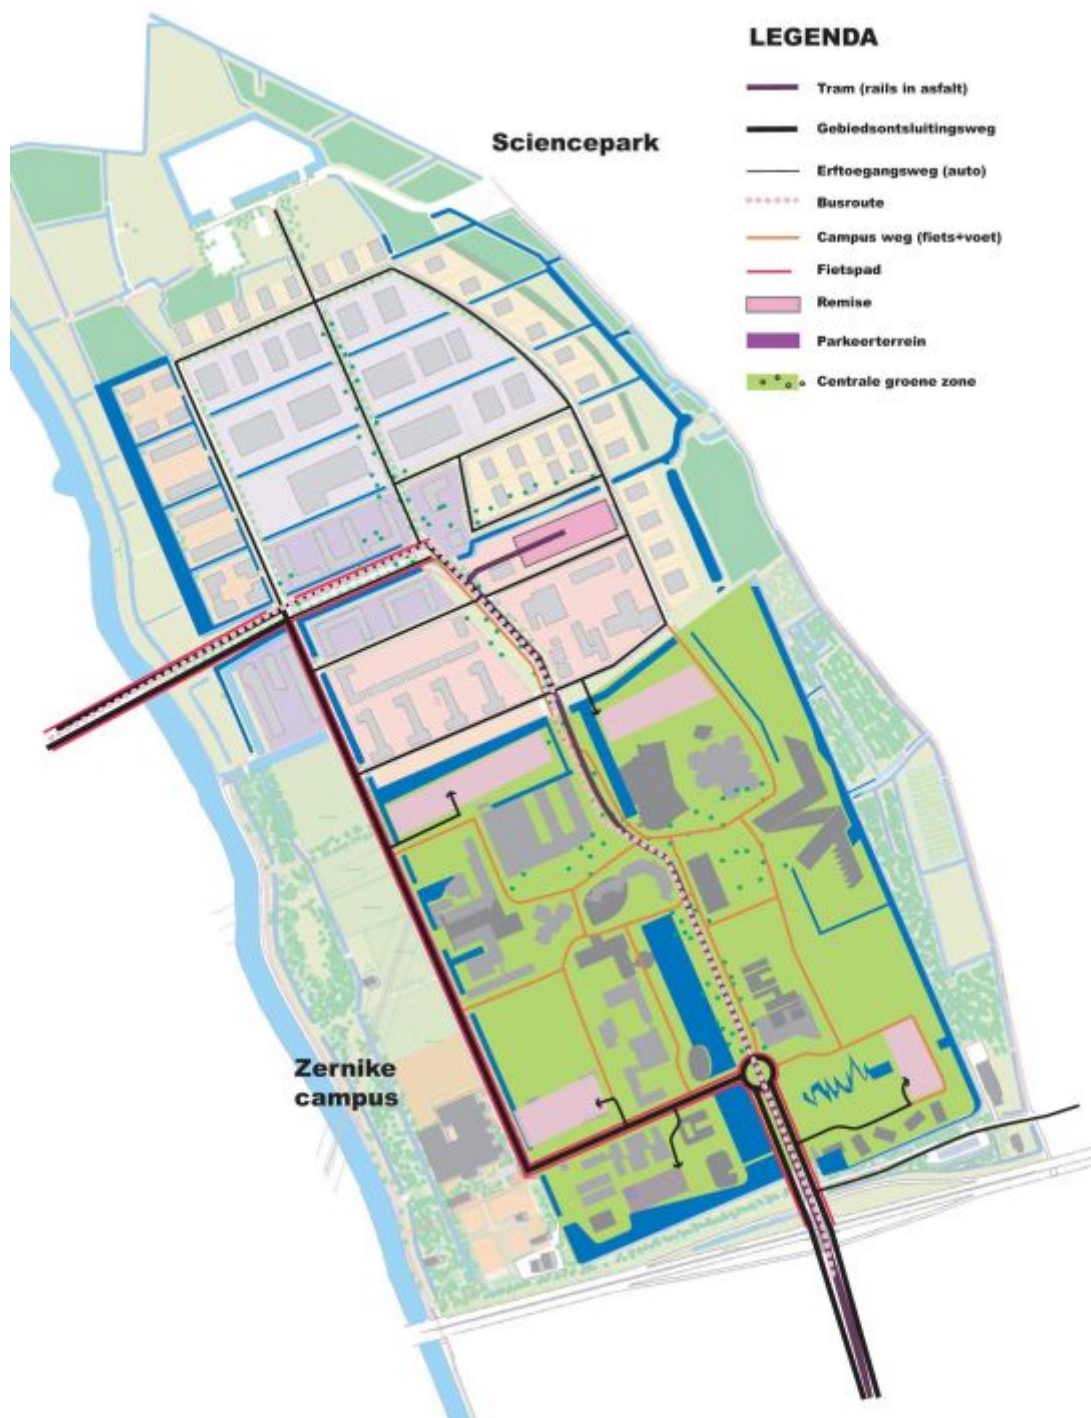 LEGENDA
Tram (rails in asfalt)
Gebiedsontsluitingsweg
Erftoegangsweg (auto)
Busroute
Campus weg (fiets+voet)
Fietspad
Remise
Parkeerterrein
Centrale groene zone
Sciencepark
Zernike
campus